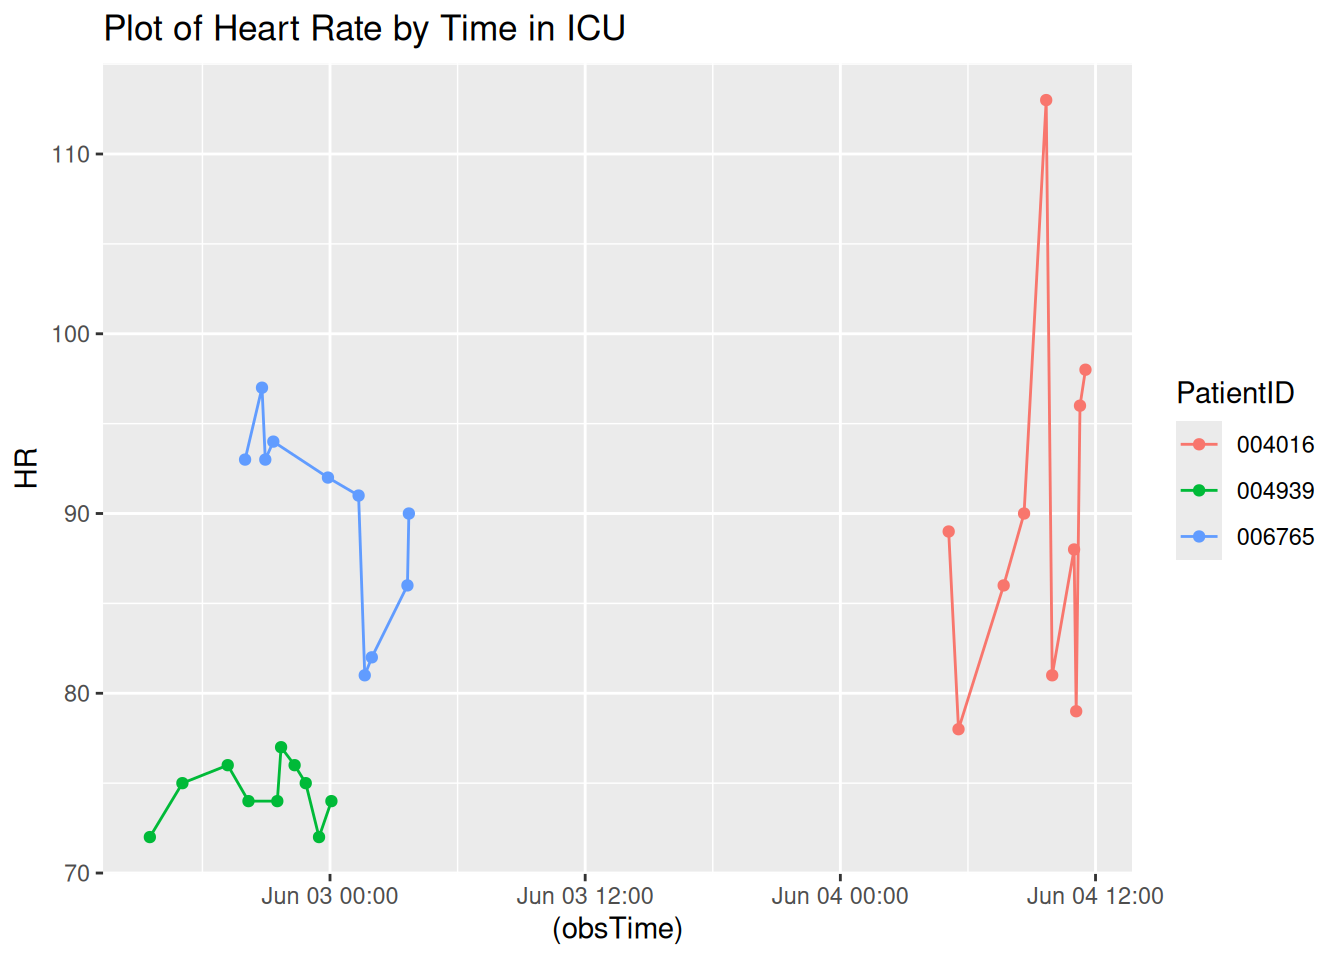 Plot of Heart Rate by Time in ICU
110
100
90
80
70
HR
Jun 03 00:00
Jun 03 12:00
Jun 04 00:00
Jun 04 12:00
(obsTime)
PatientID
004016
004939
006765